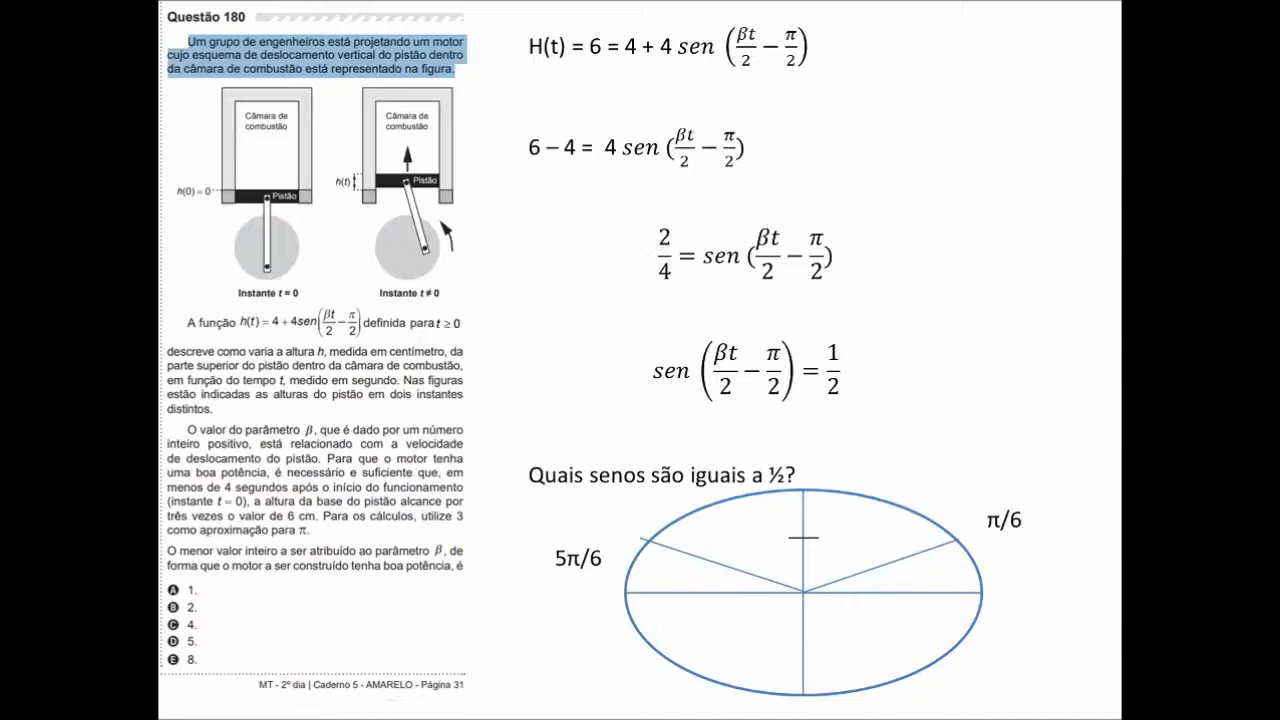 Questão 180
Um grupo de engenheiros está projetando um motor
cujo esquema de deslocamento vertical do pistão dentro
da câmara de combustão está representado na figura.
Câmara de
combustão
h(0) = 0
Pistão
Instante t = 0
Câmara de
combustão
h(t)
Pistão
Instante t ≠ 0
A função h(t) = 4 + 4sen(βt/2 − π/2) definida para t ≥ 0
descreve como varia a altura h, medida em centímetro, da
parte superior do pistão dentro da câmara de combustão,
em função do tempo t, medido em segundo. Nas figuras
estão indicadas as alturas do pistão em dois instantes
distintos.
O valor do parâmetro β, que é dado por um número
inteiro positivo, está relacionado com a velocidade
de deslocamento do pistão. Para que o motor tenha
uma boa potência, é necessário e suficiente que, em
menos de 4 segundos após o início do funcionamento
(instante t = 0), a altura da base do pistão alcance por
três vezes o valor de 6 cm. Para os cálculos, utilize 3
como aproximação para π.
O menor valor inteiro a ser atribuído ao parâmetro β, de
forma que o motor a ser construído tenha boa potência, é
A 1.
B 2.
C 4.
D 5.
E 8.
MT - 2º dia | Caderno 5 - AMARELO - Página 31
H(t) = 6 = 4 + 4 sen (βt/2 − π/2)
6 – 4 = 4 sen (βt/2 − π/2)
2/4 = sen (βt/2 − π/2)
sen (βt/2 − π/2) = 1/2
Quais senos são iguais a ½?
π/6
5π/6